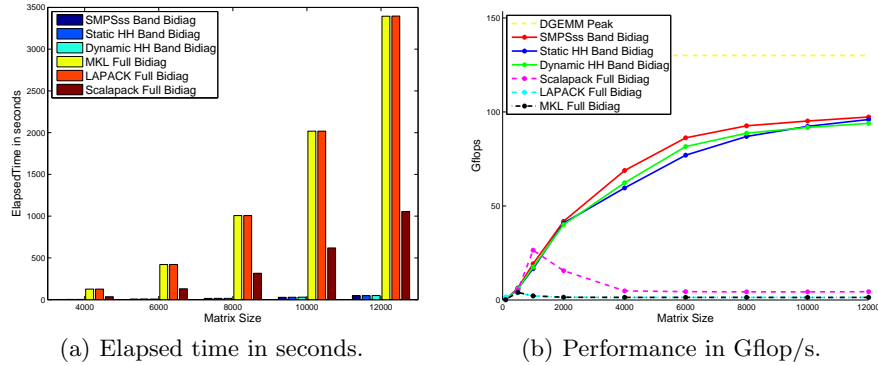 3500
3000
2500
2000
1500
1000
500
0
ElapsedTime in seconds
4000 6000 8000 10000 12000
Matrix Size
SMPSss Band Bidiag
Static HH Band Bidiag
Dynamic HH Band Bidiag
MKL Full Bidiag
LAPACK Full Bidiag
Scalapack Full Bidiag
(a) Elapsed time in seconds.
150
100
50
0
Gflops
0 2000 4000 6000 8000 10000 12000
Matrix Size
DGEMM Peak
SMPSss Band Bidiag
Static HH Band Bidiag
Dynamic HH Band Bidiag
Scalapack Full Bidiag
LAPACK Full Bidiag
MKL Full Bidiag
(b) Performance in Gflop/s.